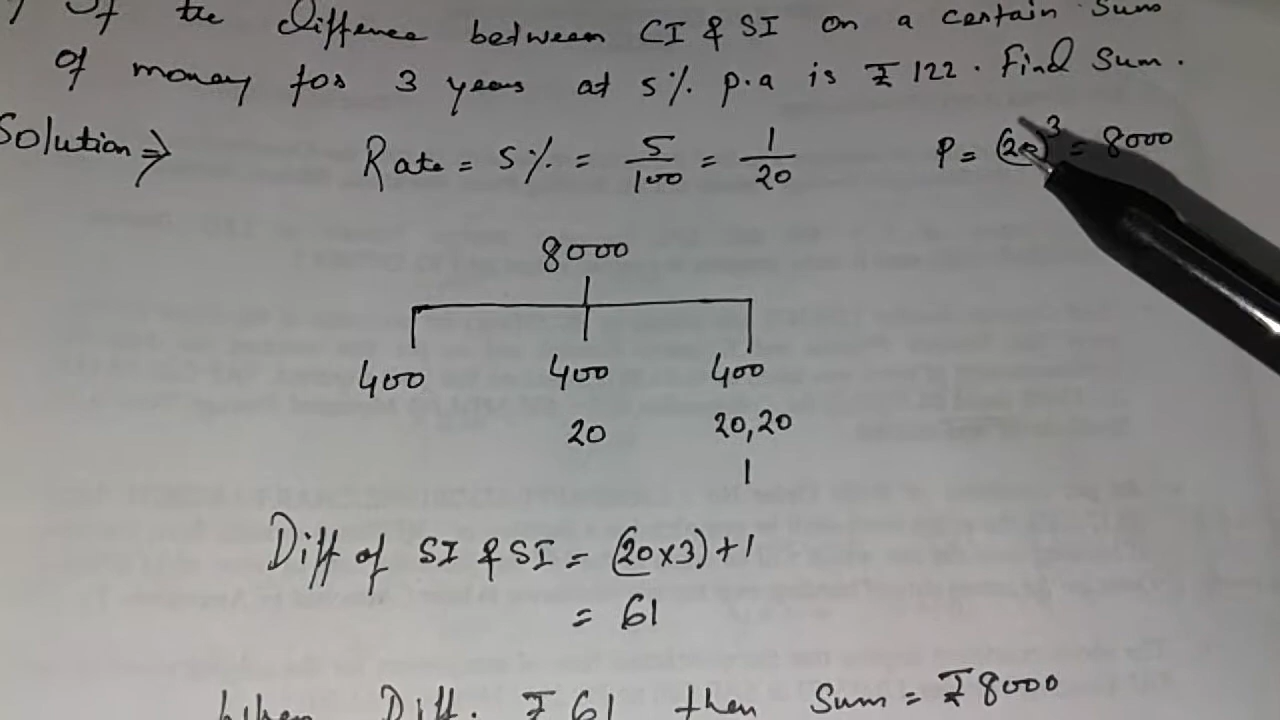 If the Diffence between CI & SI on a certain Sum
of money for 3 years at 5% p.a is ₹ 122. Find Sum.
Solution ⇒ Rate = 5% = 5/100 = 1/20 P = (20)³ = 8000
8000
400 400 400
20 20,20
1
Diff of SI & SI = (20×3)+1
= 61
When Diff. ₹ 61 then Sum = ₹ 8000